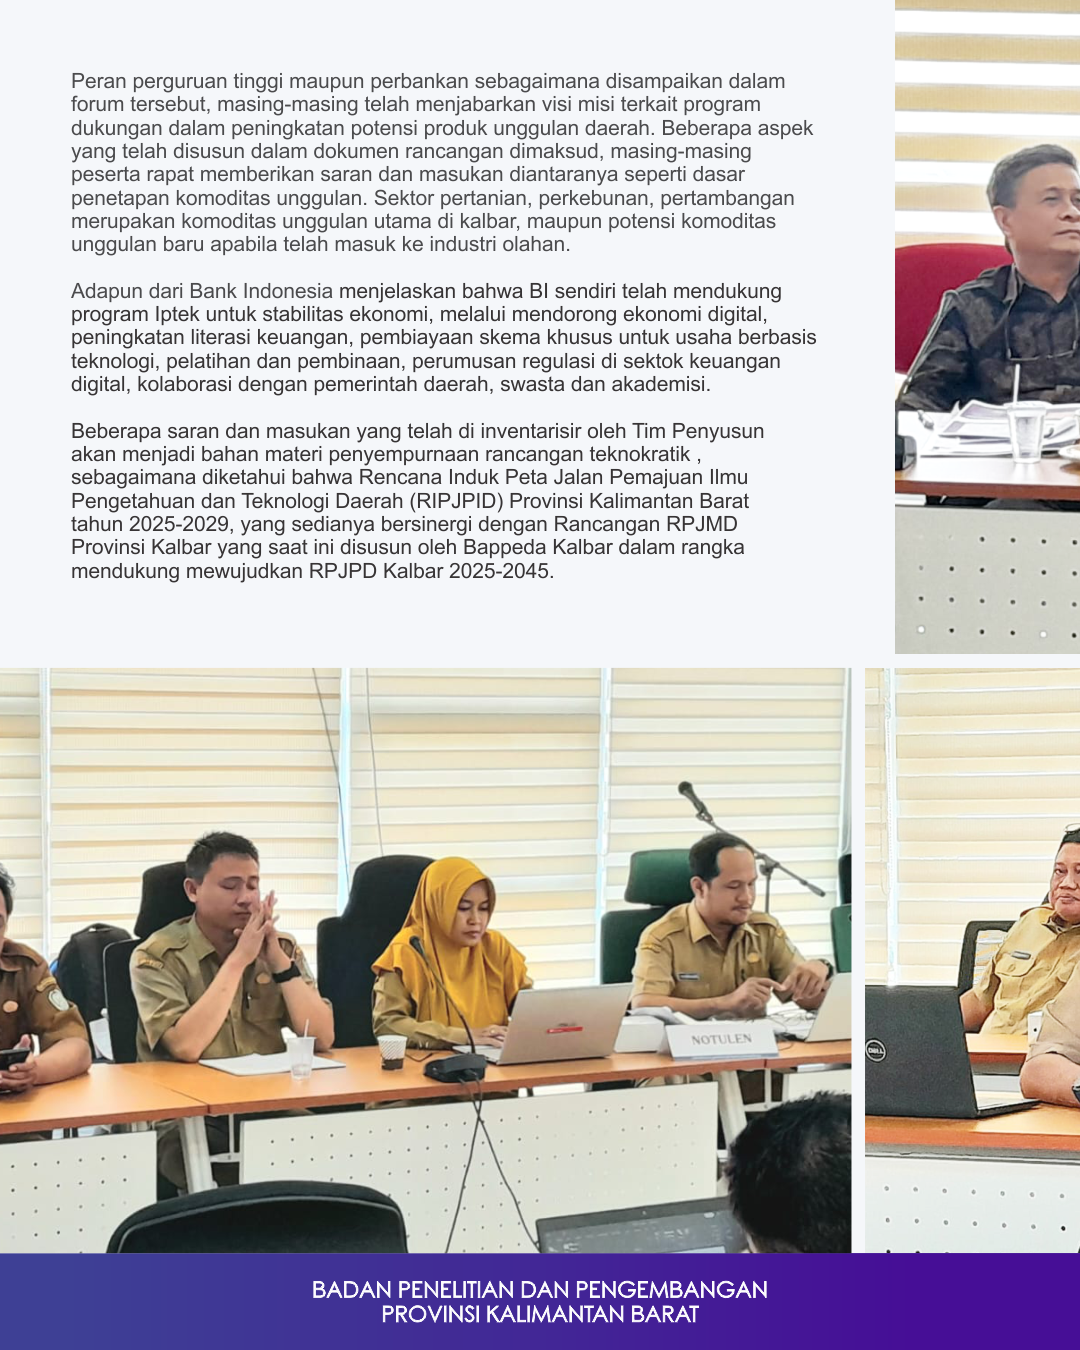 Peran perguruan tinggi maupun perbankan sebagaimana disampaikan dalam
forum tersebut, masing-masing telah menjabarkan visi misi terkait program
dukungan dalam peningkatan potensi produk unggulan daerah. Beberapa aspek
yang telah disusun dalam dokumen rancangan dimaksud, masing-masing
peserta rapat memberikan saran dan masukan diantaranya seperti dasar
penetapan komoditas unggulan. Sektor pertanian, perkebunan, pertambangan
merupakan komoditas unggulan utama di kalbar, maupun potensi komoditas
unggulan baru apabila telah masuk ke industri olahan.
Adapun dari Bank Indonesia menjelaskan bahwa BI sendiri telah mendukung
program Iptek untuk stabilitas ekonomi, melalui mendorong ekonomi digital,
peningkatan literasi keuangan, pembiayaan skema khusus untuk usaha berbasis
teknologi, pelatihan dan pembinaan, perumusan regulasi di sektok keuangan
digital, kolaborasi dengan pemerintah daerah, swasta dan akademisi.
Beberapa saran dan masukan yang telah di inventarisir oleh Tim Penyusun
akan menjadi bahan materi penyempurnaan rancangan teknokratik ,
sebagaimana diketahui bahwa Rencana Induk Peta Jalan Pemajuan Ilmu
Pengetahuan dan Teknologi Daerah (RIPJPID) Provinsi Kalimantan Barat
tahun 2025-2029, yang sedianya bersinergi dengan Rancangan RPJMD
Provinsi Kalbar yang saat ini disusun oleh Bappeda Kalbar dalam rangka
mendukung mewujudkan RPJPD Kalbar 2025-2045.
NOTULEN
DELL
BADAN PENELITIAN DAN PENGEMBANGAN
PROVINSI KALIMANTAN BARAT